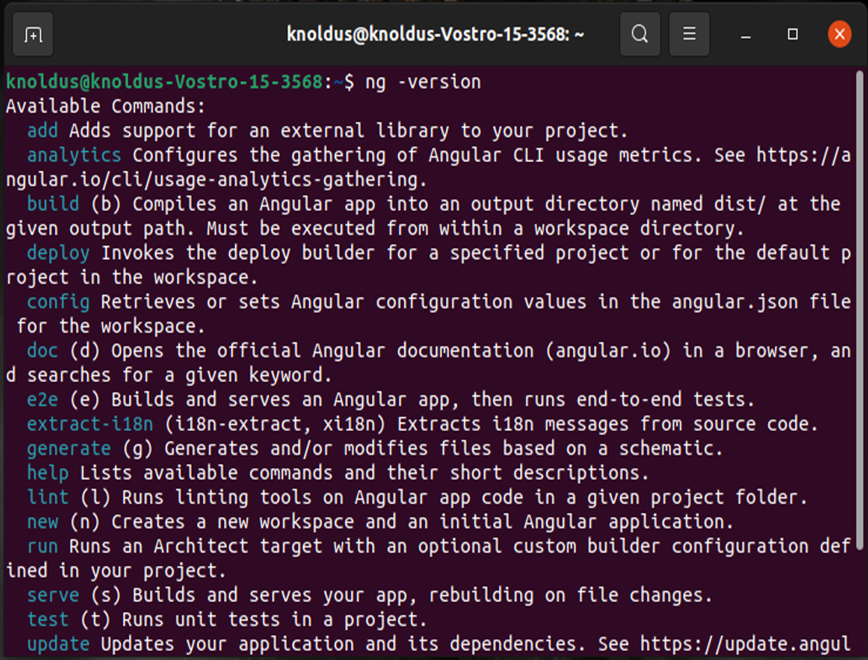 knoldus@knoldus-Vostro-15-3568: ~
knoldus@knoldus-Vostro-15-3568:~$ ng -version
Available Commands:
  add Adds support for an external library to your project.
  analytics Configures the gathering of Angular CLI usage metrics. See https://a
ngular.io/cli/usage-analytics-gathering.
  build (b) Compiles an Angular app into an output directory named dist/ at the
given output path. Must be executed from within a workspace directory.
  deploy Invokes the deploy builder for a specified project or for the default p
roject in the workspace.
  config Retrieves or sets Angular configuration values in the angular.json file
 for the workspace.
  doc (d) Opens the official Angular documentation (angular.io) in a browser, an
d searches for a given keyword.
  e2e (e) Builds and serves an Angular app, then runs end-to-end tests.
  extract-i18n (i18n-extract, xi18n) Extracts i18n messages from source code.
  generate (g) Generates and/or modifies files based on a schematic.
  help Lists available commands and their short descriptions.
  lint (l) Runs linting tools on Angular app code in a given project folder.
  new (n) Creates a new workspace and an initial Angular application.
  run Runs an Architect target with an optional custom builder configuration def
ined in your project.
  serve (s) Builds and serves your app, rebuilding on file changes.
  test (t) Runs unit tests in a project.
  update Updates your application and its dependencies. See https://update.angul